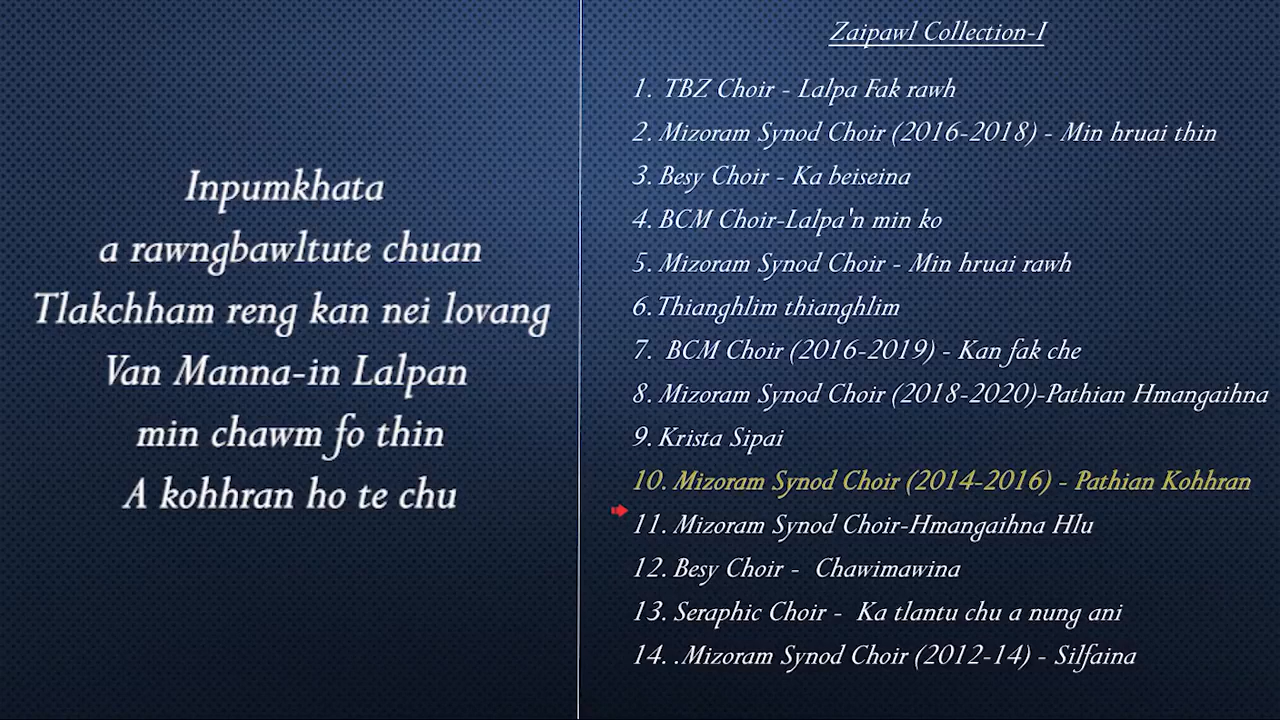 Inpumkhata
a rawngbawltute chuan
Tlakchham reng kan nei lovang
Van Manna-in Lalpan
min chawm fo thin
A kohhran ho te chu
Zaipawl Collection-I
1. TBZ Choir - Lalpa Fak rawh
2. Mizoram Synod Choir (2016-2018) - Min hruai thin
3. Besy Choir - Ka beiseina
4. BCM Choir-Lalpa'n min ko
5. Mizoram Synod Choir - Min hruai rawh
6. Thianghlim thianghlim
7. BCM Choir (2016-2019) - Kan fak che
8. Mizoram Synod Choir (2018-2020)-Pathian Hmangaihna
9. Krista Sipai
10. Mizoram Synod Choir (2014-2016) - Pathian Kohhran
11. Mizoram Synod Choir-Hmangaihna Hlu
12. Besy Choir - Chawimawina
13. Seraphic Choir - Ka tlantu chu a nung ani
14. .Mizoram Synod Choir (2012-14) - Silfaina